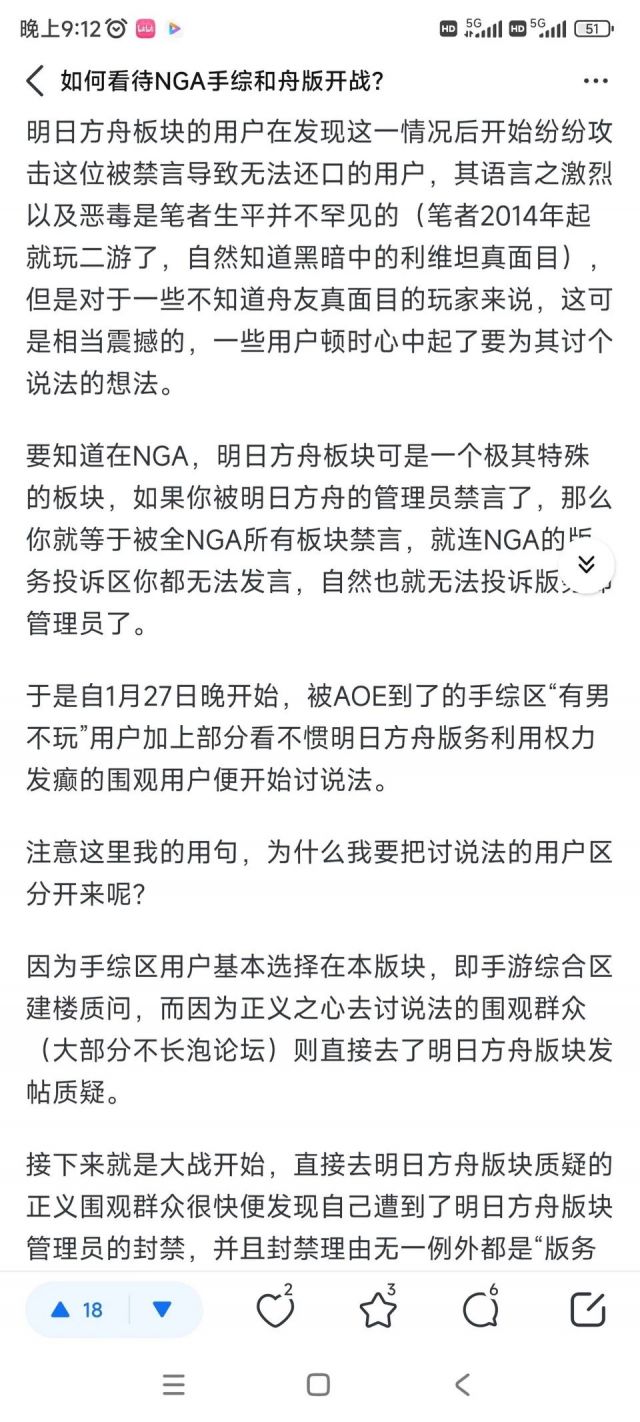 晚上9:12
HD 5G HD 5G 51
如何看待NGA手综和舟版开战？
明日方舟板块的用户在发现这一情况后开始纷纷攻
击这位被禁言导致无法还口的用户，其语言之激烈
以及恶毒是笔者生平并不罕见的（笔者2014年起
就玩二游了，自然知道黑暗中的利维坦真面目），
但是对于一些不知道舟友真面目的玩家来说，这可
是相当震撼的，一些用户顿时心中起了要为其讨个
说法的想法。
要知道在NGA，明日方舟板块可是一个极其特殊
的板块，如果你被明日方舟的管理员禁言了，那么
你就等于被全NGA所有板块禁言，就连NGA的版
务投诉区你都无法发言，自然也就无法投诉版
管理员了。
于是自1月27日晚开始，被AOE到了的手综区“有男
不玩”用户加上部分看不惯明日方舟版务利用权力
发癫的围观用户便开始讨说法。
注意这里我的用句，为什么我要把讨说法的用户区
分开来呢？
因为手综区用户基本选择在本版块，即手游综合区
建楼质问，而因为正义之心去讨说法的围观群众
（大部分不长泡论坛）则直接去了明日方舟版块发
帖质疑。
接下来就是大战开始，直接去明日方舟版块质疑的
正义围观群众很快便发现自己遭到了明日方舟版块
管理员的封禁，并且封禁理由无一例外都是“版务
18 2 3 6